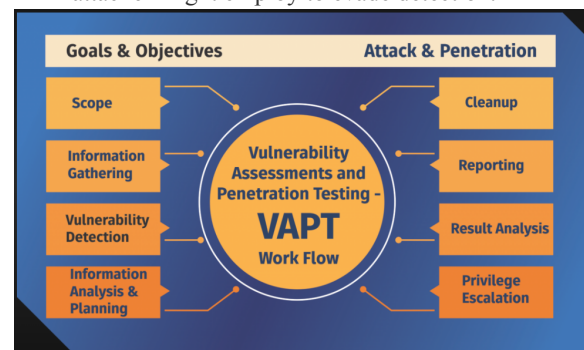 Goals & Objectives
Attack & Penetration
Scope
Information
Gathering
Vulnerability
Detection
Information
Analysis &
Planning
Vulnerability
Assessments and
Penetration Testing -
VAPT
Work Flow
Cleanup
Reporting
Result Analysis
Privilege
Escalation